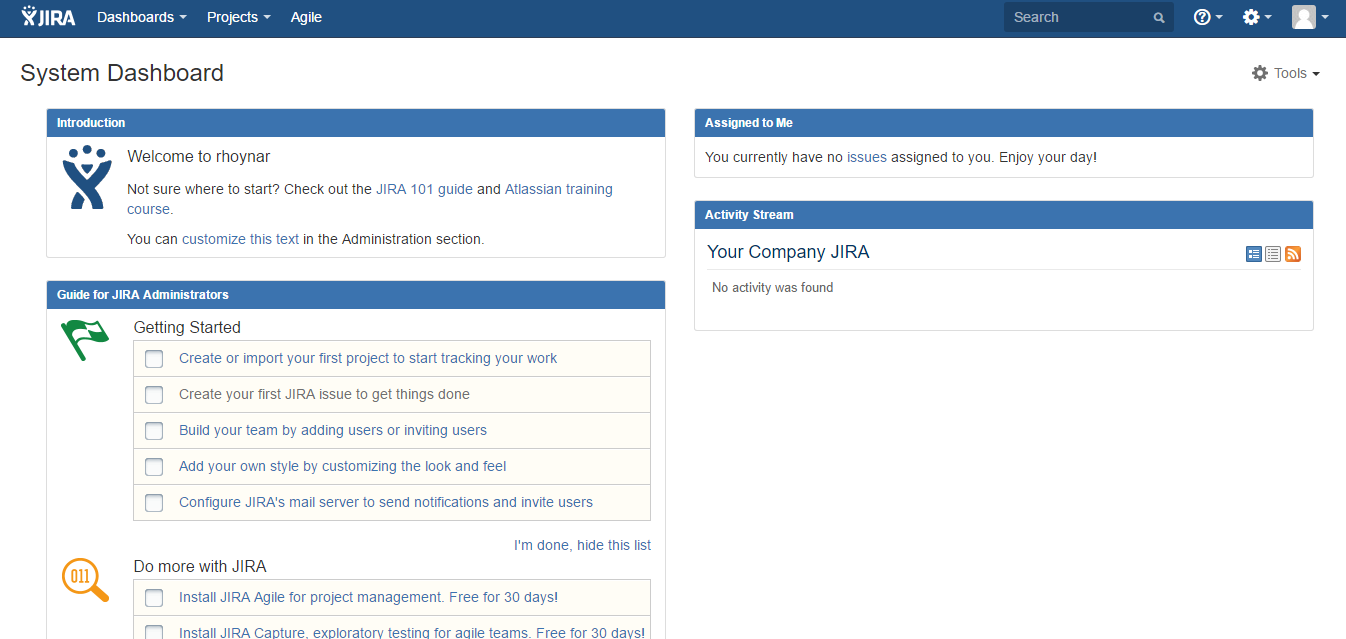 JIRA Dashboards Projects Agile Search
System Dashboard
Tools
Introduction
Welcome to rhoynar
Not sure where to start? Check out the JIRA 101 guide and Atlassian training
course.
You can customize this text in the Administration section.
Guide for JIRA Administrators
Getting Started
Create or import your first project to start tracking your work
Create your first JIRA issue to get things done
Build your team by adding users or inviting users
Add your own style by customizing the look and feel
Configure JIRA's mail server to send notifications and invite users
I'm done, hide this list
011
Do more with JIRA
Install JIRA Agile for project management. Free for 30 days!
Install JIRA Capture, exploratory testing for agile teams. Free for 30 days!
Assigned to Me
You currently have no issues assigned to you. Enjoy your day!
Activity Stream
Your Company JIRA
No activity was found